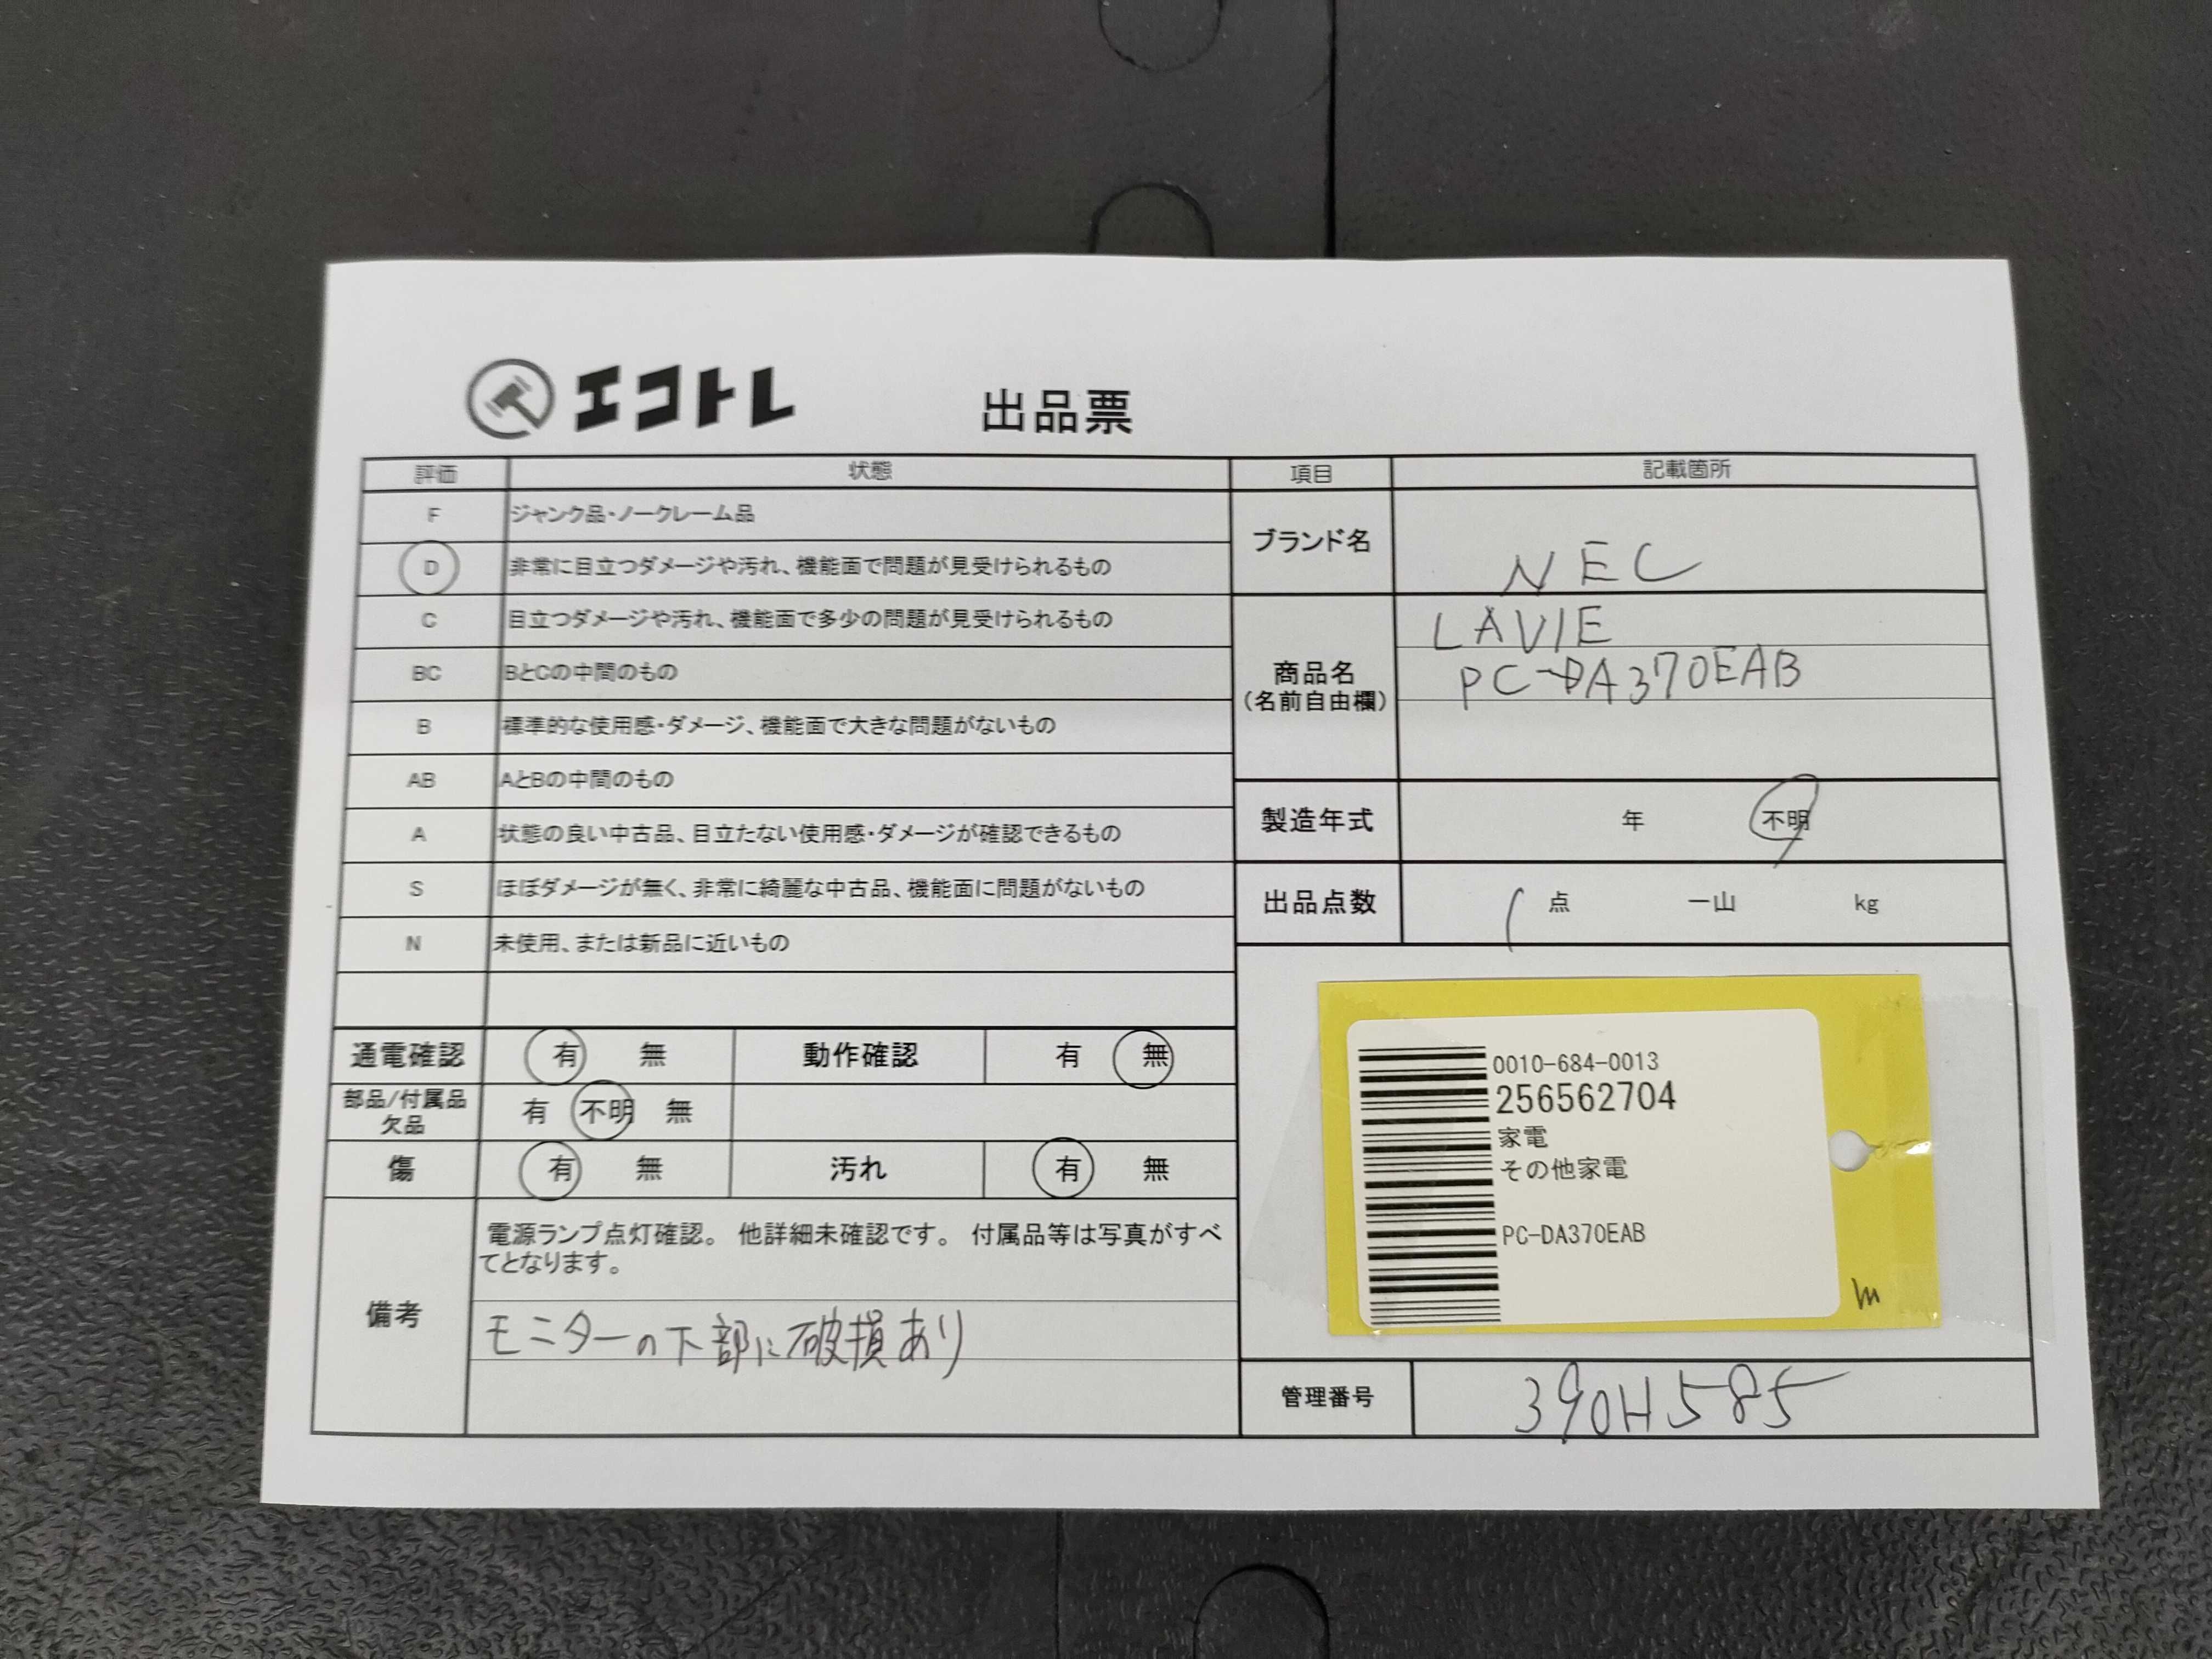 エコトレ 出品票
評価 状態
F ジャンク品・ノークレーム品
D 非常に目立つダメージや汚れ、機能面で問題が見受けられるもの
C 目立つダメージや汚れ、機能面で多少の問題が見受けられるもの
BC BとCの中間のもの
B 標準的な使用感・ダメージ、機能面で大きな問題がないもの
AB AとBの中間のもの
A 状態の良い中古品、目立たない使用感・ダメージが確認できるもの
S ほぼダメージが無く、非常に綺麗な中古品、機能面に問題がないもの
N 未使用、または新品に近いもの
通電確認 有 無 動作確認 有 無
部品/付属品
欠品
有 不明 無
傷 有 無 汚れ 有 無
備考
電源ランプ点灯確認。 他詳細未確認です。 付属品等は写真がすべ
てとなります。
モニターの下部に破損あり
項目 記載箇所
ブランド名 NEC
商品名
(名前自由欄)
LAVIE
PC-DA370EAB
製造年式 年 不明
出品点数 1 点 一山 kg
0010-684-0013
256562704
家電
その他家電
PC-DA370EAB
管理番号 390H585